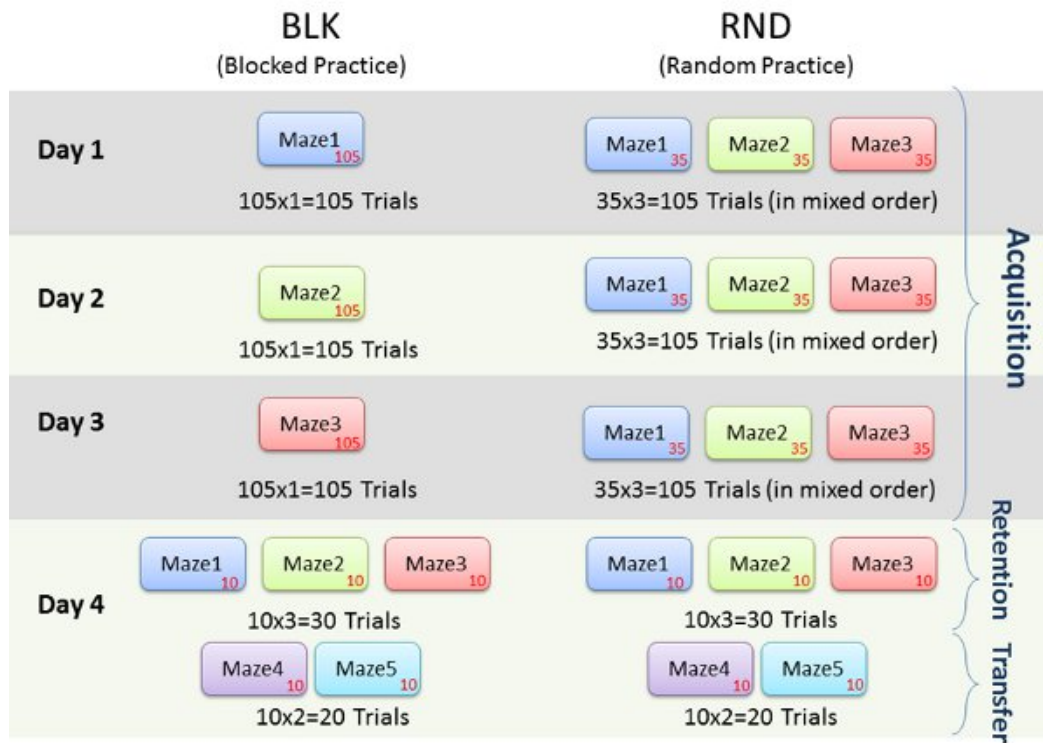 BLK
(Blocked Practice)
RND
(Random Practice)
Day 1
Maze1
105
105x1=105 Trials
Maze1
35
Maze2
35
Maze3
35
35x3=105 Trials (in mixed order)
Day 2
Maze2
105
105x1=105 Trials
Maze1
35
Maze2
35
Maze3
35
35x3=105 Trials (in mixed order)
Day 3
Maze3
105
105x1=105 Trials
Maze1
35
Maze2
35
Maze3
35
35x3=105 Trials (in mixed order)
Acquisition
Day 4
Maze1
10
Maze2
10
Maze3
10
10x3=30 Trials
Maze1
10
Maze2
10
Maze3
10
10x3=30 Trials
Retention
Maze4
10
Maze5
10
10x2=20 Trials
Maze4
10
Maze5
10
10x2=20 Trials
Transfer